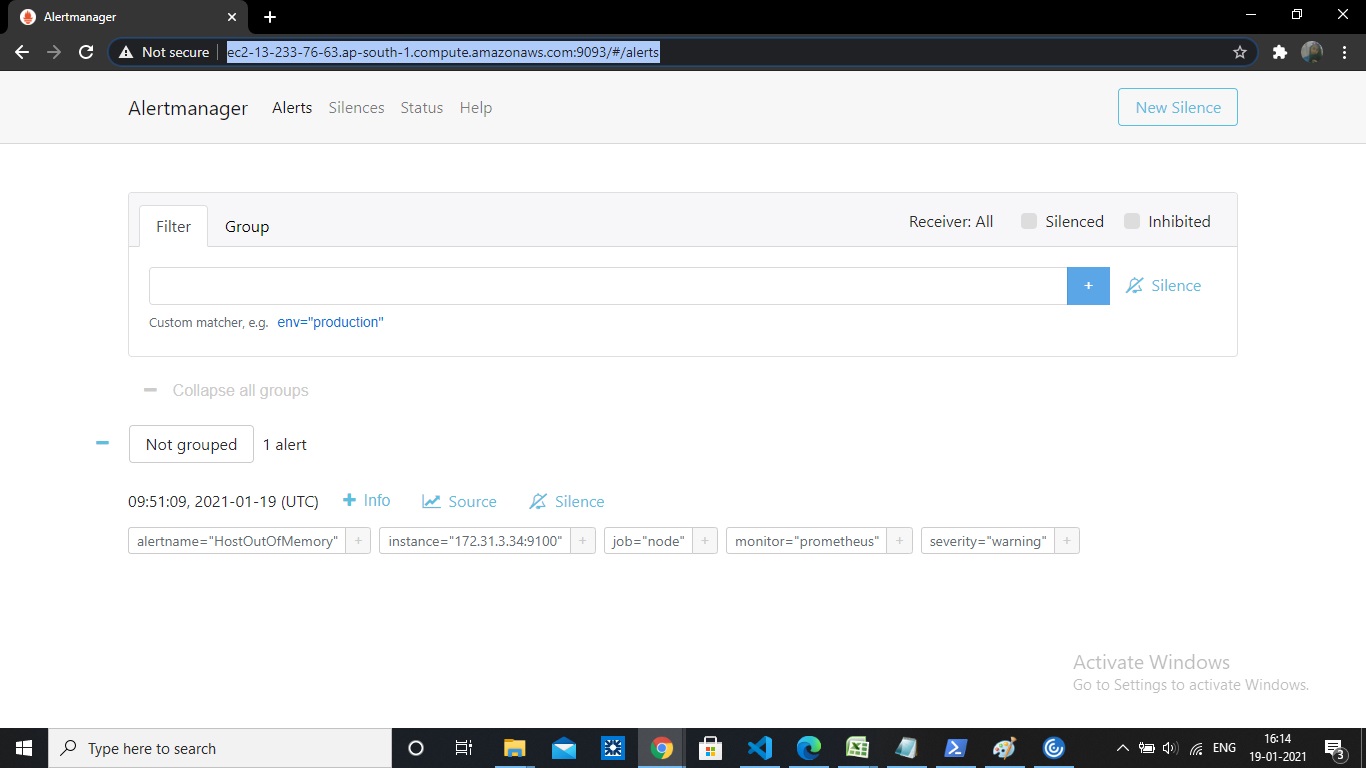 Alertmanager
Not secure ec2-13-233-76-63.ap-south-1.compute.amazonaws.com:9093/#/alerts
Alertmanager Alerts Silences Status Help New Silence
Filter Group Receiver: All Silenced Inhibited
+ Silence
Custom matcher, e.g. env="production"
Collapse all groups
Not grouped 1 alert
09:51:09, 2021-01-19 (UTC) + Info Source Silence
alertname="HostOutOfMemory" + instance="172.31.3.34:9100" + job="node" + monitor="prometheus" + severity="warning" +
Activate Windows
Go to Settings to activate Windows.
Type here to search ENG 16:14
19-01-2021 3